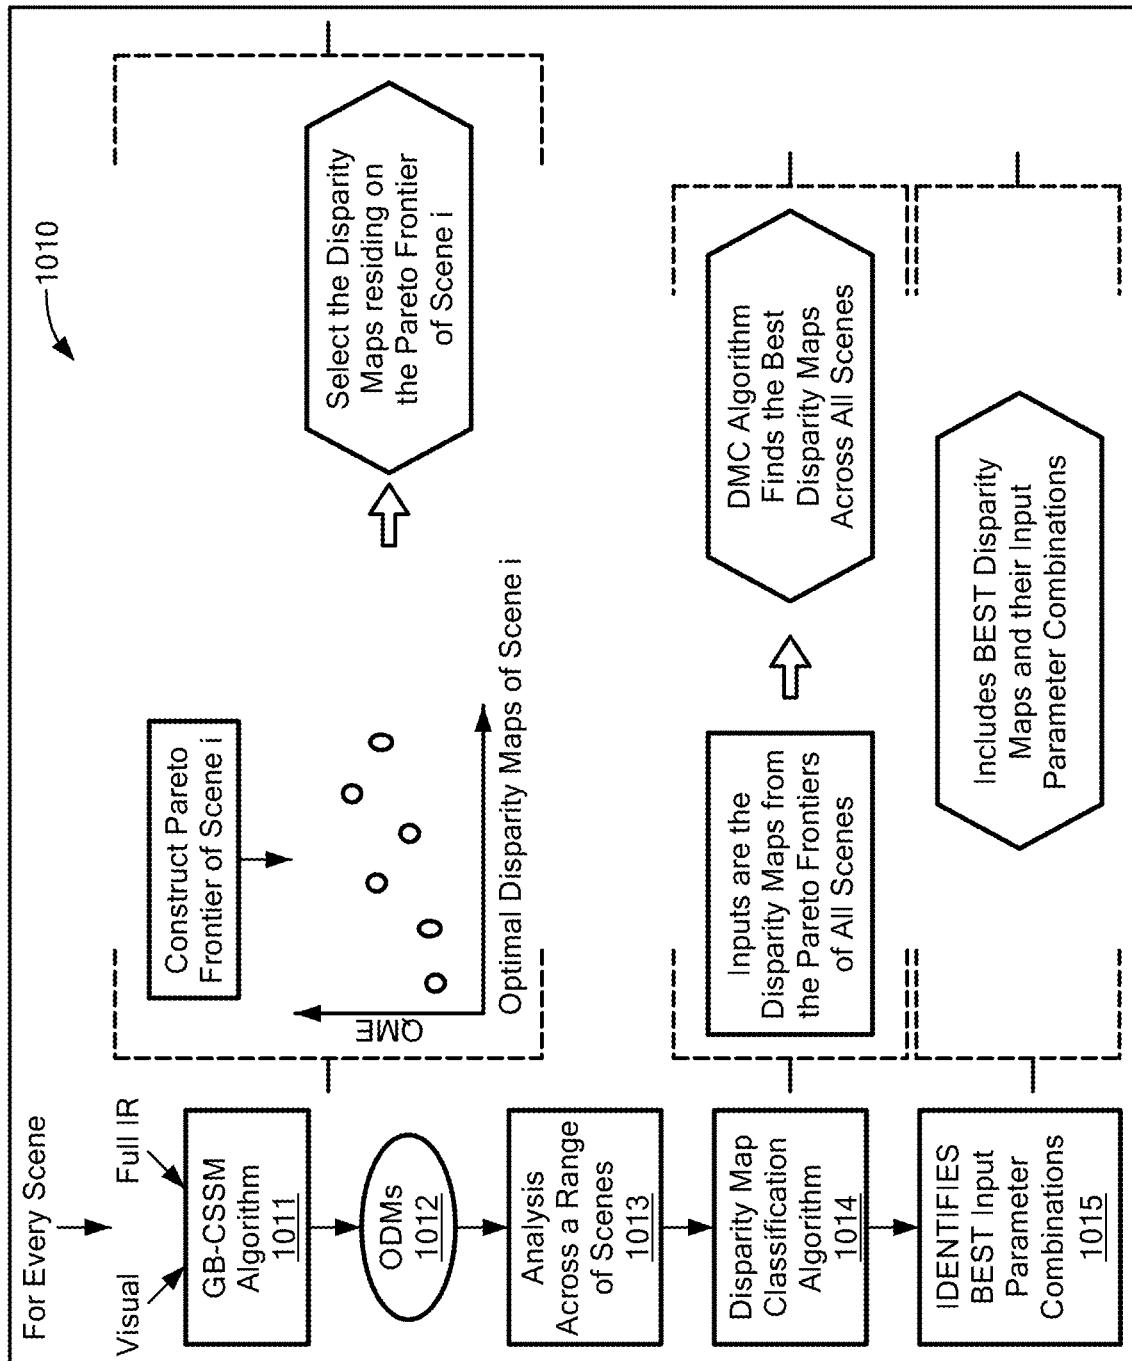 1010
For Every Scene
Visual
Full IR
GB-CSSM
Algorithm
1011
ODMs
1012
Analysis
Across a Range
of Scenes
1013
Disparity Map
Classification
Algorithm
1014
IDENTIFIES
BEST Input
Parameter
Combinations
1015
Construct Pareto
Frontier of Scene i
QME
Optimal Disparity Maps of Scene i
Select the Disparity
Maps residing on
the Pareto Frontier
of Scene i
Inputs are the
Disparity Maps from
the Pareto Frontiers
of All Scenes
DMC Algorithm
Finds the Best
Disparity Maps
Across All Scenes
Includes BEST Disparity
Maps and their Input
Parameter Combinations